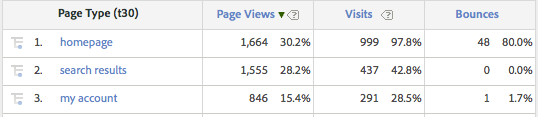 Page Type (t30) Page Views ▼ ? Visits ? Bounces
1. homepage 1,664 30.2% 999 97.8% 48 80.0%
2. search results 1,555 28.2% 437 42.8% 0 0.0%
3. my account 846 15.4% 291 28.5% 1 1.7%